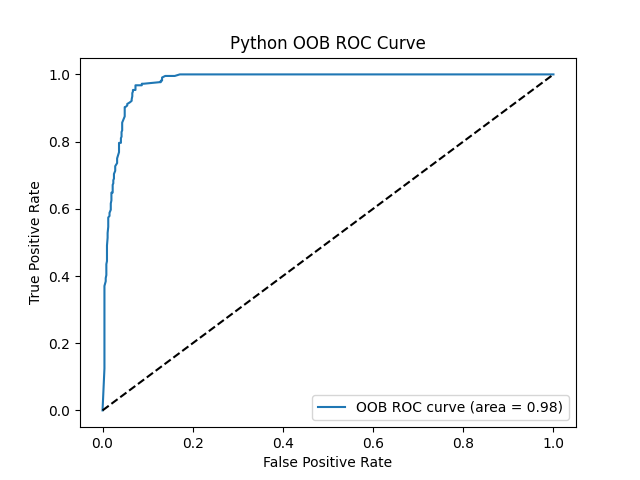 Python OOB ROC Curve
True Positive Rate
1.0
0.8
0.6
0.4
0.2
0.0
OOB ROC curve (area = 0.98)
0.0 0.2 0.4 0.6 0.8 1.0
False Positive Rate